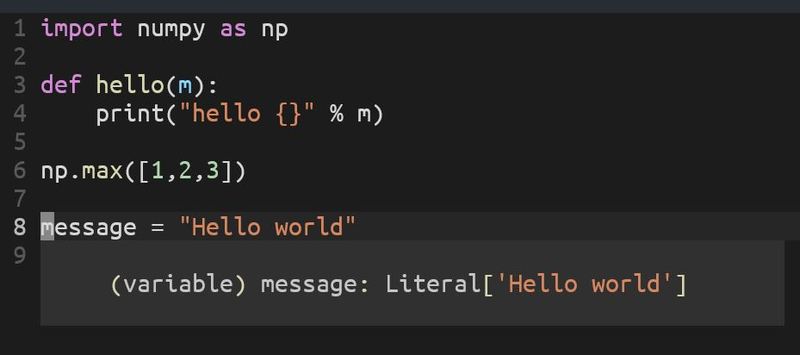 1 import numpy as np
2
3 def hello(m):
4     print("hello {}" % m)
5
6 np.max([1,2,3])
7
8 message = "Hello world"
9
(variable) message: Literal['Hello world']